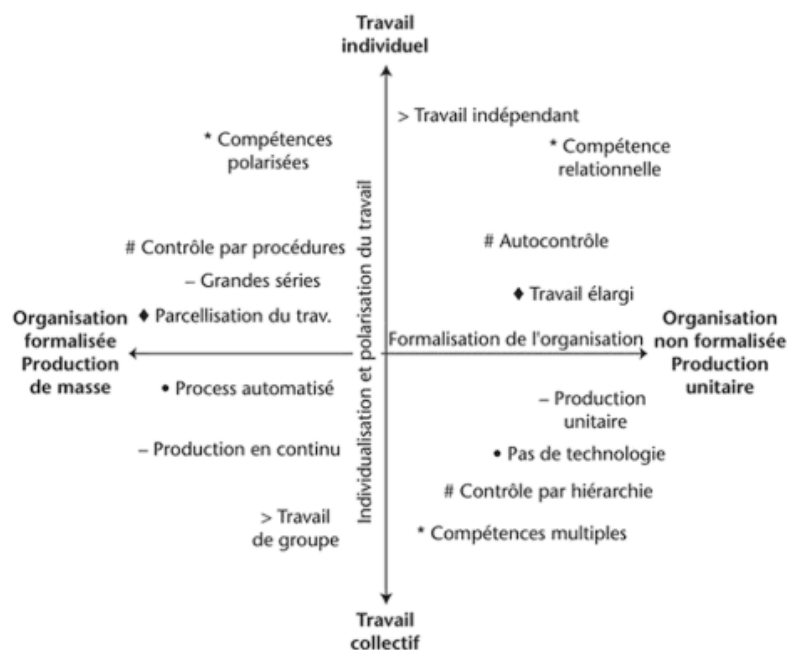 Travail
individuel
> Travail indépendant
* Compétences
polarisées
* Compétence
relationnelle
# Contrôle par procédures
# Autocontrôle
– Grandes séries
♦ Travail élargi
♦ Parcellisation du trav.
Organisation
formalisée
Production
de masse
Individualisation et polarisation du travail
Formalisation de l'organisation
Organisation
non formalisée
Production
unitaire
• Process automatisé
– Production
unitaire
– Production en continu
• Pas de technologie
# Contrôle par hiérarchie
> Travail
de groupe
* Compétences multiples
Travail
collectif